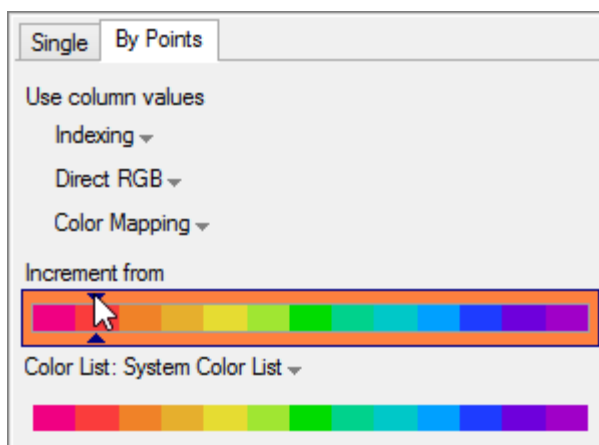 Single By Points
Use column values
Indexing
Direct RGB
Color Mapping
Increment from
Color List: System Color List